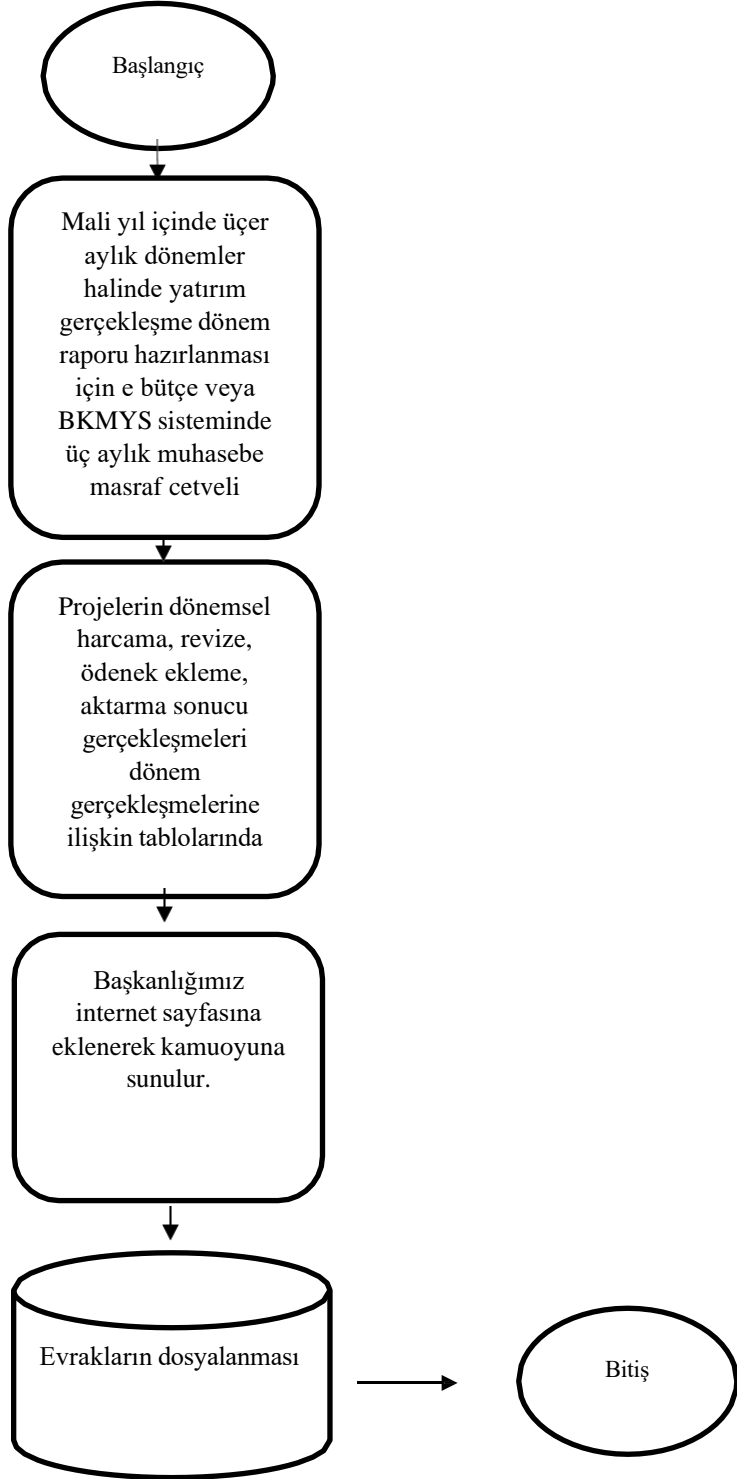 Başlangıç
Mali yıl içinde üçer
aylık dönemler
halinde yatırım
gerçekleşme dönem
raporu hazırlanması
için e bütçe veya
BKMYS sisteminde
üç aylık muhasebe
masraf cetveli
Projelerin dönemsel
harcama, revize,
ödenek ekleme,
aktarma sonucu
gerçekleşmeleri
dönem
gerçekleşmelerine
ilişkin tablolarında
Başkanlığımız
internet sayfasına
eklenerek kamuoyuna
sunulur.
Evrakların dosyalanması
Bitiş